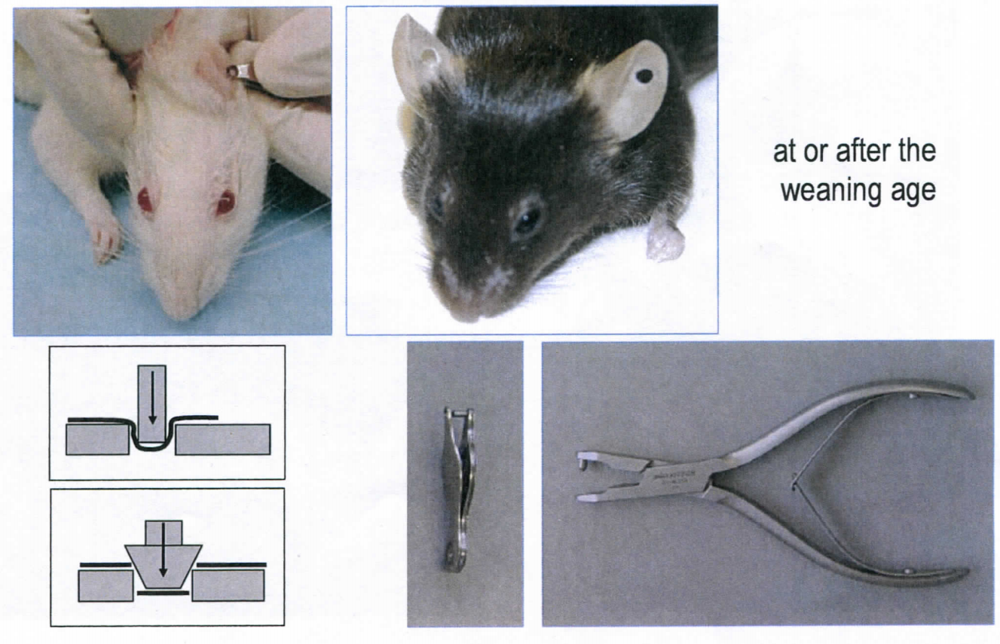 at or after the
weaning age